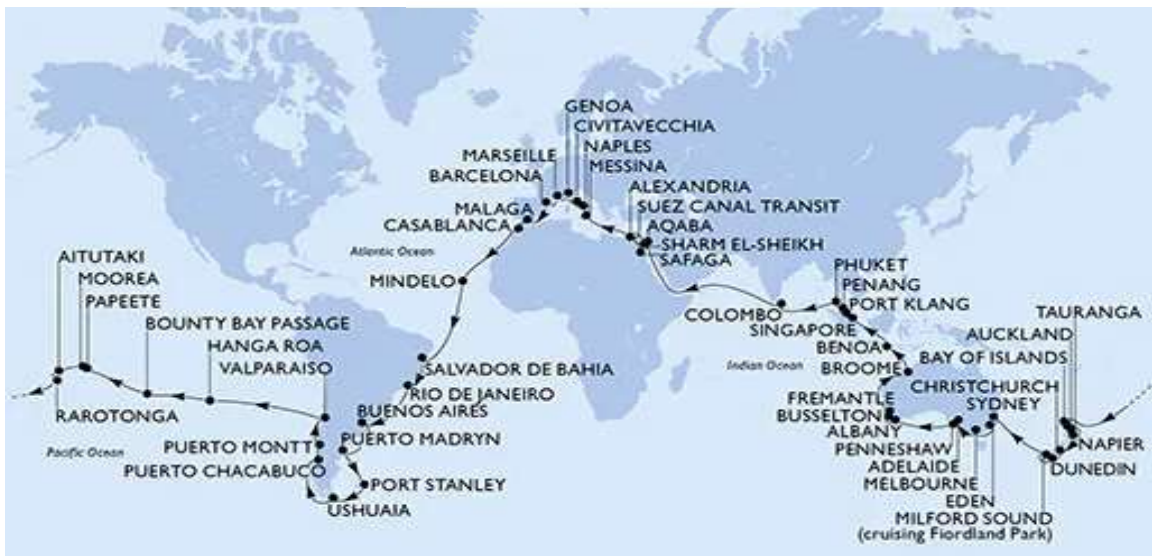 GENOA
CIVITAVECCHIA
NAPLES
MESSINA
MARSEILLE
BARCELONA
MALAGA
CASABLANCA
ALEXANDRIA
SUEZ CANAL TRANSIT
AQABA
SHARM EL-SHEIKH
SAFAGA
Atlantic Ocean
MINDELO
AITUTAKI
MOOREA
PAPEETE
BOUNTY BAY PASSAGE
HANGA ROA
VALPARAISO
RAROTONGA
Pacific Ocean
SALVADOR DE BAHIA
RIO DE JANEIRO
BUENOS AIRES
PUERTO MADRYN
PUERTO MONTT
PUERTO CHACABUCO
PORT STANLEY
USHUAIA
PHUKET
PENANG
PORT KLANG
COLOMBO
SINGAPORE
Indian Ocean
BENOA
BROOME
TAURANGA
AUCKLAND
BAY OF ISLANDS
CHRISTCHURCH
SYDNEY
FREMANTLE
BUSSELTON
ALBANY
PENNESHAW
ADELAIDE
MELBOURNE
EDEN
NAPIER
DUNEDIN
MILFORD SOUND
(cruising Fiordland Park)